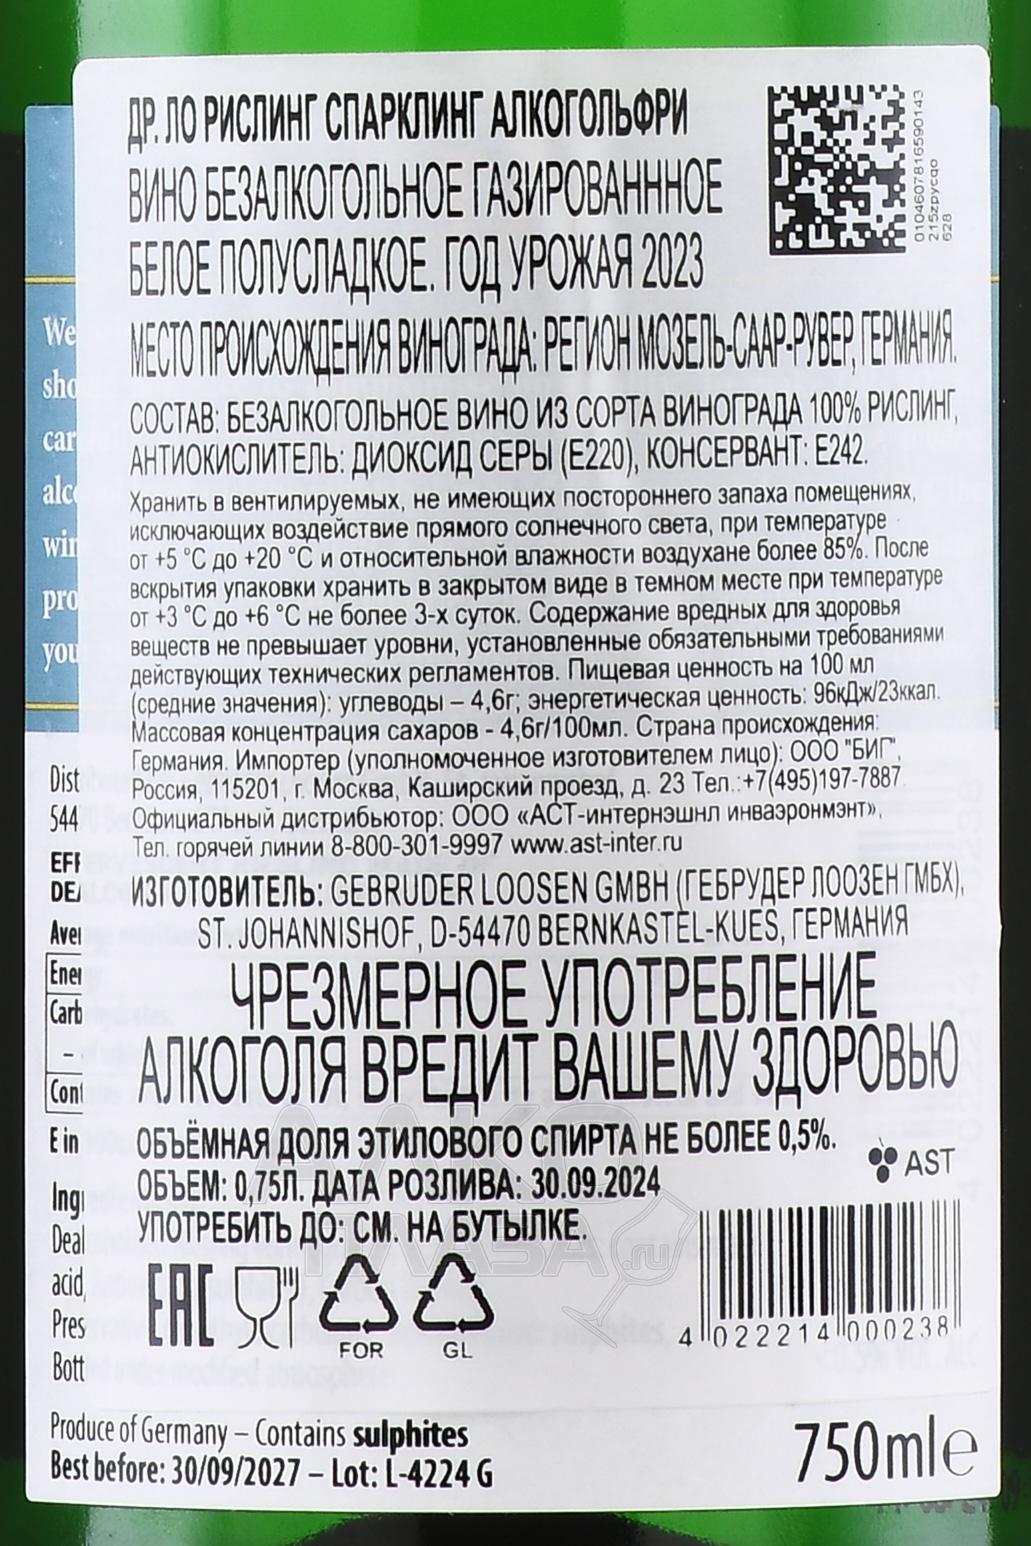 ДР. ЛО РИСЛИНГ СПАРКЛИНГ АЛКОГОЛЬФРИ
ВИНО БЕЗАЛКОГОЛЬНОЕ ГАЗИРОВАНННОЕ
БЕЛОЕ ПОЛУСЛАДКОЕ. ГОД УРОЖАЯ 2023
0104607816590143
215zpycqo
628
МЕСТО ПРОИСХОЖДЕНИЯ ВИНОГРАДА: РЕГИОН МОЗЕЛЬ-СААР-РУВЕР, ГЕРМАНИЯ.
СОСТАВ: БЕЗАЛКОГОЛЬНОЕ ВИНО ИЗ СОРТА ВИНОГРАДА 100% РИСЛИНГ,
АНТИОКИСЛИТЕЛЬ: ДИОКСИД СЕРЫ (Е220), КОНСЕРВАНТ: Е242.
Хранить в вентилируемых, не имеющих постороннего запаха помещениях,
исключающих воздействие прямого солнечного света, при температуре
от +5 °С до +20 °С и относительной влажности воздухане более 85%. После
вскрытия упаковки хранить в закрытом виде в темном месте при температуре
от +3 °С до +6 °С не более 3-х суток. Содержание вредных для здоровья
веществ не превышает уровни, установленные обязательными требованиями
действующих технических регламентов. Пищевая ценность на 100 мл
(средние значения): углеводы – 4,6г; энергетическая ценность: 96кДж/23ккал.
Массовая концентрация сахаров - 4,6г/100мл. Страна происхождения:
Германия. Импортер (уполномоченное изготовителем лицо): ООО "БИГ",
Россия, 115201, г. Москва, Каширский проезд, д. 23 Тел.:+7(495)197-7887.
Официальный дистрибьютор: ООО «АСТ-интернэшнл инваэронмэнт»,
Тел. горячей линии 8-800-301-9997 www.ast-inter.ru
ИЗГОТОВИТЕЛЬ: GEBRUDER LOOSEN GMBH (ГЕБРУДЕР ЛООЗЕН ГМБХ),
ST. JOHANNISHOF, D-54470 BERNKASTEL-KUES, ГЕРМАНИЯ
ЧРЕЗМЕРНОЕ УПОТРЕБЛЕНИЕ
АЛКОГОЛЯ ВРЕДИТ ВАШЕМУ ЗДОРОВЬЮ
ОБЪЁМНАЯ ДОЛЯ ЭТИЛОВОГО СПИРТА НЕ БОЛЕЕ 0,5%.
AST
ОБЪЕМ: 0,75Л. ДАТА РОЗЛИВА: 30.09.2024
УПОТРЕБИТЬ ДО: СМ. НА БУТЫЛКЕ.
EAC
FOR
GL
4 022214 000238
Produce of Germany – Contains sulphites
Best before: 30/09/2027 – Lot: L-4224 G
750ml e